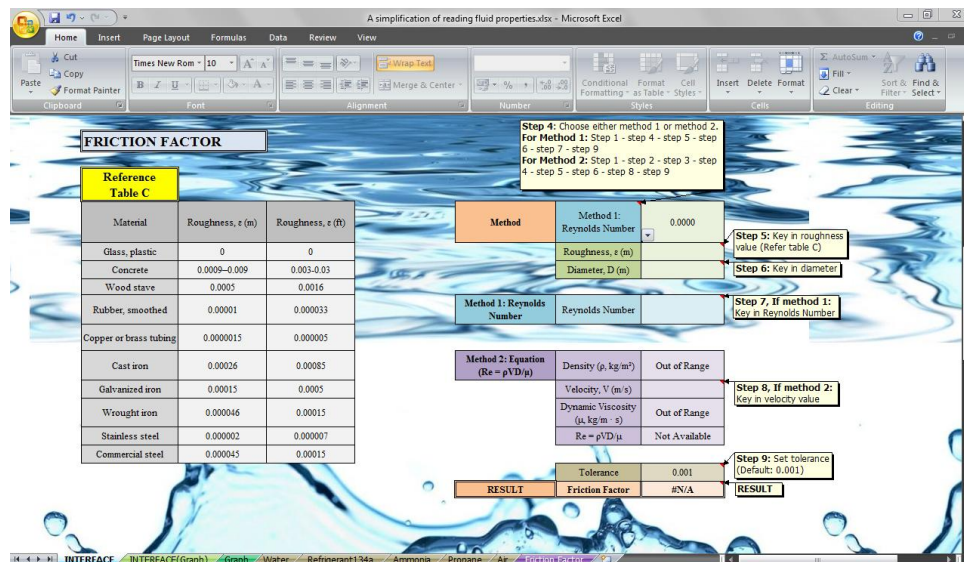 A simplification of reading fluid properties.xlsx - Microsoft Excel
Home Insert Page Layout Formulas Data Review View
Cut
Copy
Format Painter
Paste
Clipboard
Times New Rom 10
Font
Wrap Text
Merge & Center
Alignment
Number
Conditional Formatting
Format as Table
Cell Styles
Styles
Insert Delete Format
Cells
AutoSum
Fill
Clear
Sort & Filter
Find & Select
Editing
FRICTION FACTOR
Reference
Table C
Material Roughness, ε (m) Roughness, ε (ft)
Glass, plastic 0 0
Concrete 0.0009–0.009 0.003-0.03
Wood stave 0.0005 0.0016
Rubber, smoothed 0.00001 0.000033
Copper or brass tubing 0.0000015 0.000005
Cast iron 0.00026 0.00085
Galvanized iron 0.00015 0.0005
Wrought iron 0.000046 0.00015
Stainless steel 0.000002 0.000007
Commercial steel 0.000045 0.00015
Step 4: Choose either method 1 or method 2.
For Method 1: Step 1 - step 4 - step 5 - step
6 - step 7 - step 9
For Method 2: Step 1 - step 2 - step 3 - step
4 - step 5 - step 6 - step 8 - step 9
Method
Method 1:
Reynolds Number
0.0000
Roughness, ε (m)
Diameter, D (m)
Step 5: Key in roughness
value (Refer table C)
Step 6: Key in diameter
Method 1: Reynolds
Number
Reynolds Number
Step 7, If method 1:
Key in Reynolds Number
Method 2: Equation
(Re = ρVD/μ)
Density (ρ, kg/m³) Out of Range
Velocity, V (m/s)
Dynamic Viscosity
(μ, kg/m · s)
Out of Range
Re = ρVD/μ Not Available
Step 8, If method 2:
Key in velocity value
Tolerance 0.001
Step 9: Set tolerance
(Default: 0.001)
RESULT Friction Factor #N/A
RESULT
INTERFACE INTERFACE(Graph) Graph Water Refrigerant134a Ammonia Propane Air Friction Factor